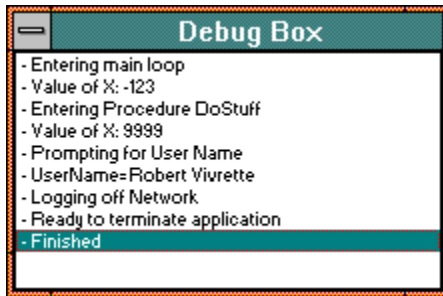 Debug Box
- Entering main loop
- Value of X: -123
- Entering Procedure DoStuff
- Value of X: 9999
- Prompting for User Name
- UserName=Robert Vivrette
- Logging off Network
- Ready to terminate application
- Finished